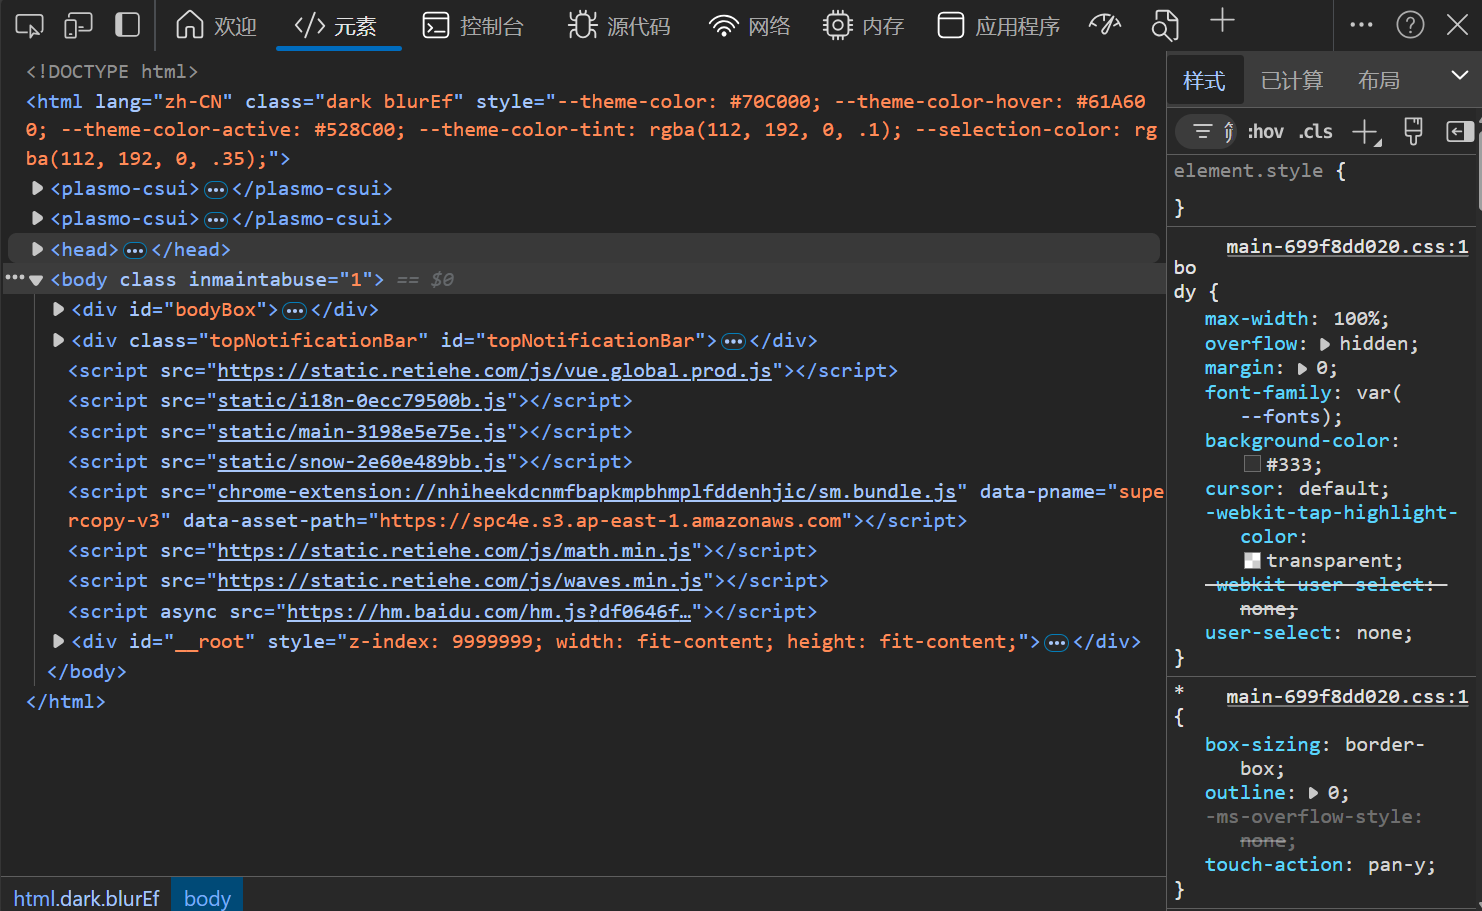 欢迎 元素 控制台 源代码 网络 内存 应用程序
<!DOCTYPE html>
<html lang="zh-CN" class="dark blurEf" style="--theme-color: #70C000; --theme-color-hover: #61A60
0; --theme-color-active: #528C00; --theme-color-tint: rgba(112, 192, 0, .1); --selection-color: rg
ba(112, 192, 0, .35);">
<plasmo-csui>…</plasmo-csui>
<plasmo-csui>…</plasmo-csui>
<head>…</head>
<body class inmaintabuse="1"> == $0
<div id="bodyBox">…</div>
<div class="topNotificationBar" id="topNotificationBar">…</div>
<script src="https://static.retiehe.com/js/vue.global.prod.js"></script>
<script src="static/i18n-0ecc79500b.js"></script>
<script src="static/main-3198e5e75e.js"></script>
<script src="static/snow-2e60e489bb.js"></script>
<script src="chrome-extension://nhiheekdcnmfbapkmpbhmplfddenhjic/sm.bundle.js" data-pname="supe
rcopy-v3" data-asset-path="https://spc4e.s3.ap-east-1.amazonaws.com"></script>
<script src="https://static.retiehe.com/js/math.min.js"></script>
<script src="https://static.retiehe.com/js/waves.min.js"></script>
<script async src="https://hm.baidu.com/hm.js?df0646f…"></script>
<div id="__root" style="z-index: 9999999; width: fit-content; height: fit-content;">…</div>
</body>
</html>
html.dark.blurEf body
样式 已计算 布局
:hov .cls
element.style {
}
main-699f8dd020.css:1
bo
dy {
max-width: 100%;
overflow: hidden;
margin: 0;
font-family: var(
--fonts);
background-color:
#333;
cursor: default;
-webkit-tap-highlight-
color:
transparent;
-webkit-user-select:
none;
user-select: none;
}
* main-699f8dd020.css:1
{
box-sizing: border-
box;
outline: 0;
-ms-overflow-style:
none;
touch-action: pan-y;
}